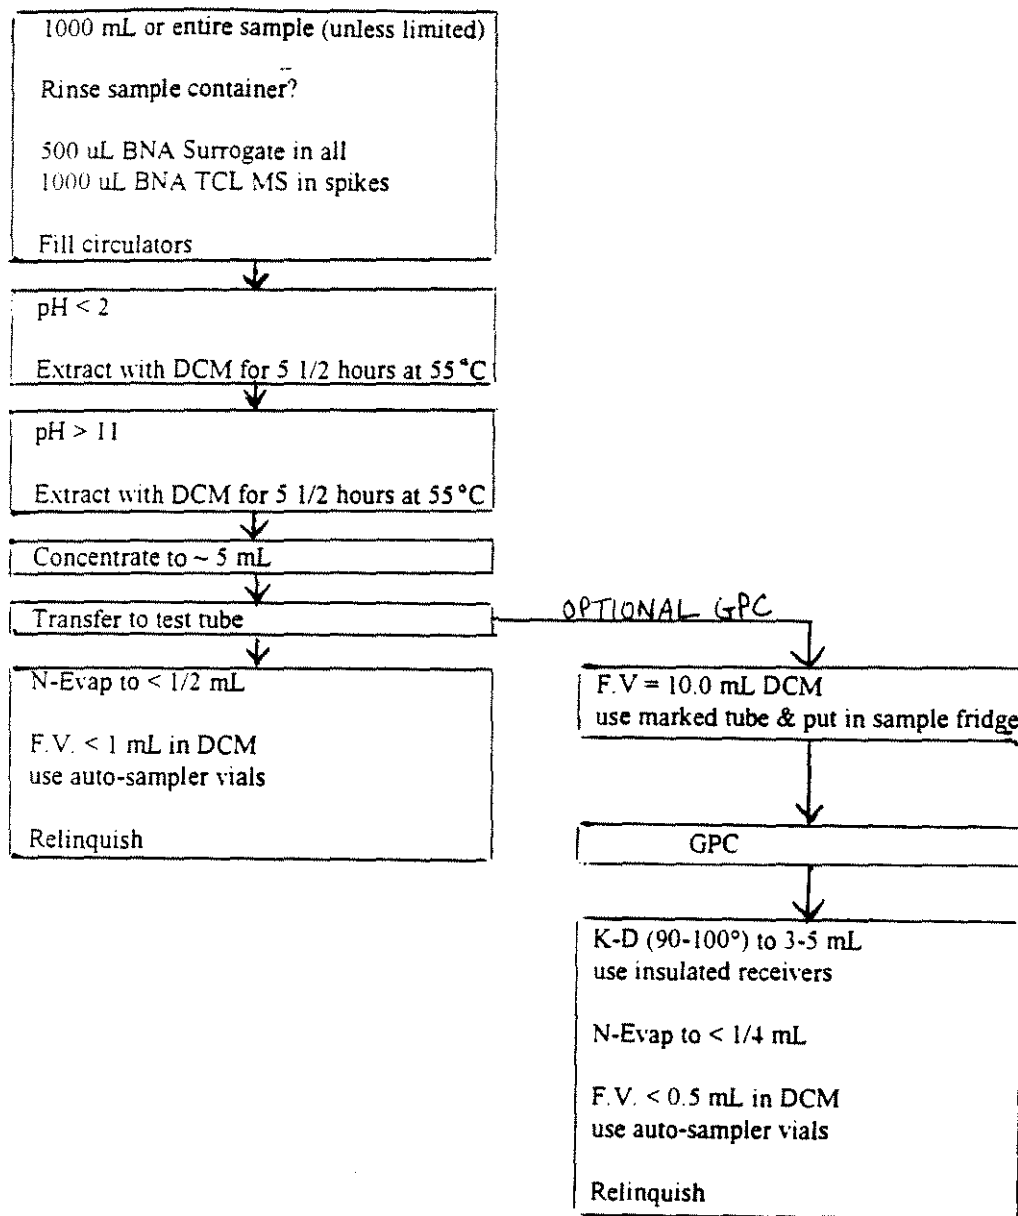 1000 mL or entire sample (unless limited)
Rinse sample container?
500 uL BNA Surrogate in all
1000 uL BNA TCL MS in spikes
Fill circulators
pH < 2
Extract with DCM for 5 1/2 hours at 55°C
pH > 11
Extract with DCM for 5 1/2 hours at 55°C
Concentrate to ~ 5 mL
Transfer to test tube
OPTIONAL GPC
N-Evap to < 1/2 mL
F.V. < 1 mL in DCM
use auto-sampler vials
Relinquish
F.V = 10.0 mL DCM
use marked tube & put in sample fridge
GPC
K-D (90-100°) to 3-5 mL
use insulated receivers
N-Evap to < 1/4 mL
F.V. < 0.5 mL in DCM
use auto-sampler vials
Relinquish